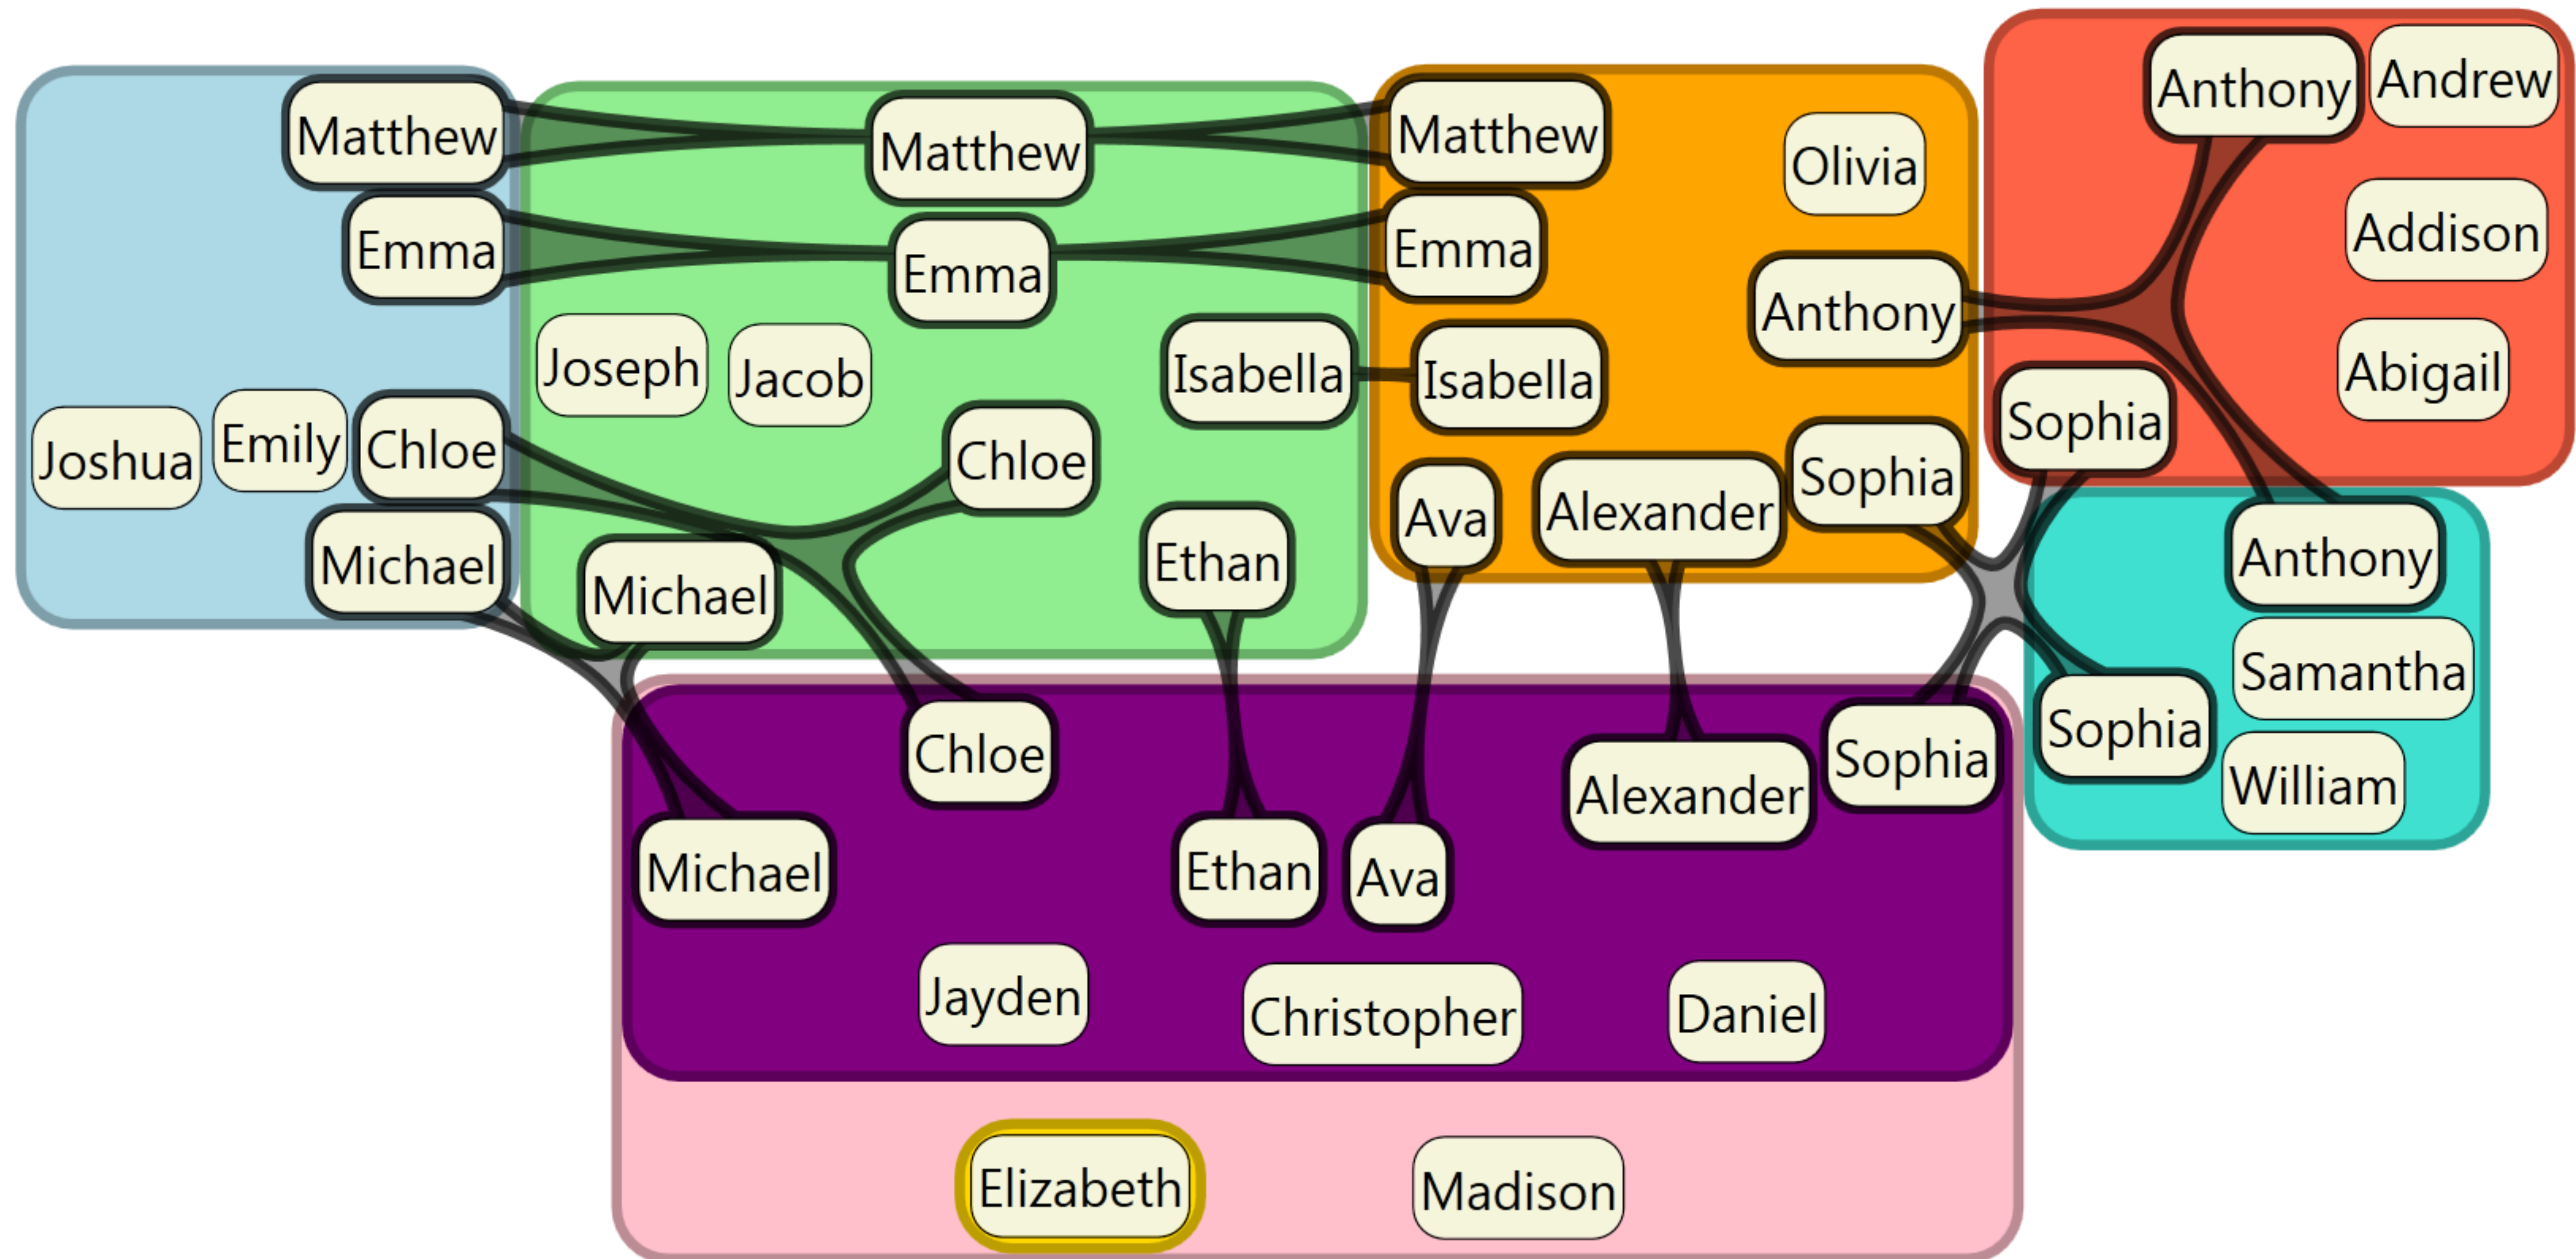 Matthew
Emma
Joshua
Emily
Chloe
Michael
Matthew
Emma
Joseph
Jacob
Isabella
Chloe
Michael
Ethan
Matthew
Olivia
Emma
Anthony
Isabella
Ava
Alexander
Sophia
Anthony
Andrew
Addison
Abigail
Sophia
Anthony
Samantha
Sophia
William
Chloe
Sophia
Alexander
Michael
Ethan
Ava
Jayden
Christopher
Daniel
Elizabeth
Madison